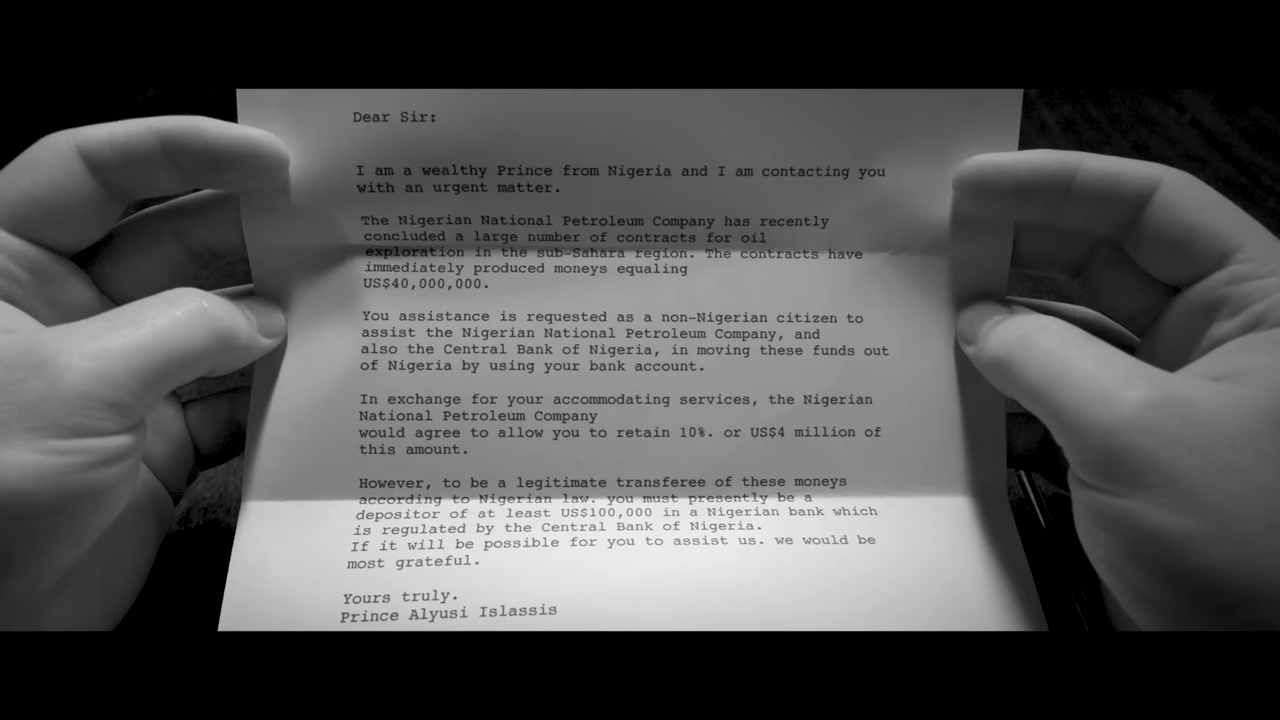 Dear Sir:
I am a wealthy Prince from Nigeria and I am contacting you
with an urgent matter.
The Nigerian National Petroleum Company has recently
concluded a large number of contracts for oil
exploration in the sub-Sahara region. The contracts have
immediately produced moneys equaling
US$40,000,000.
You assistance is requested as a non-Nigerian citizen to
assist the Nigerian National Petroleum Company, and
also the Central Bank of Nigeria, in moving these funds out
of Nigeria by using your bank account.
In exchange for your accommodating services, the Nigerian
National Petroleum Company
would agree to allow you to retain 10%. or US$4 million of
this amount.
However, to be a legitimate transferee of these moneys
according to Nigerian law. you must presently be a
depositor of at least US$100,000 in a Nigerian bank which
is regulated by the Central Bank of Nigeria.
If it will be possible for you to assist us. we would be
most grateful.
Yours truly.
Prince Alyusi Islassis